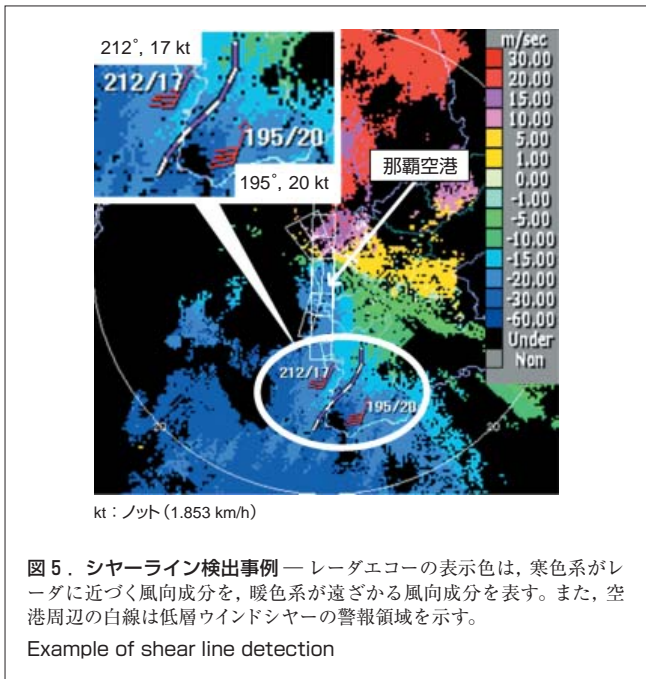 212°, 17 kt
212/17
195/20
195°, 20 kt
那覇空港
m/sec
30.00
20.00
15.00
10.00
5.00
1.00
0.00
-1.00
-5.00
-10.00
-15.00
-20.00
-30.00
-60.00
Under
Non
212/17
195/20
20
20
kt：ノット（1.853 km/h）
図5．シヤーライン検出事例 — レーダエコーの表示色は，寒色系がレ
ーダに近づく風向成分を，暖色系が遠ざかる風向成分を表す。また，空
港周辺の白線は低層ウインドシヤーの警報領域を示す。
Example of shear line detection